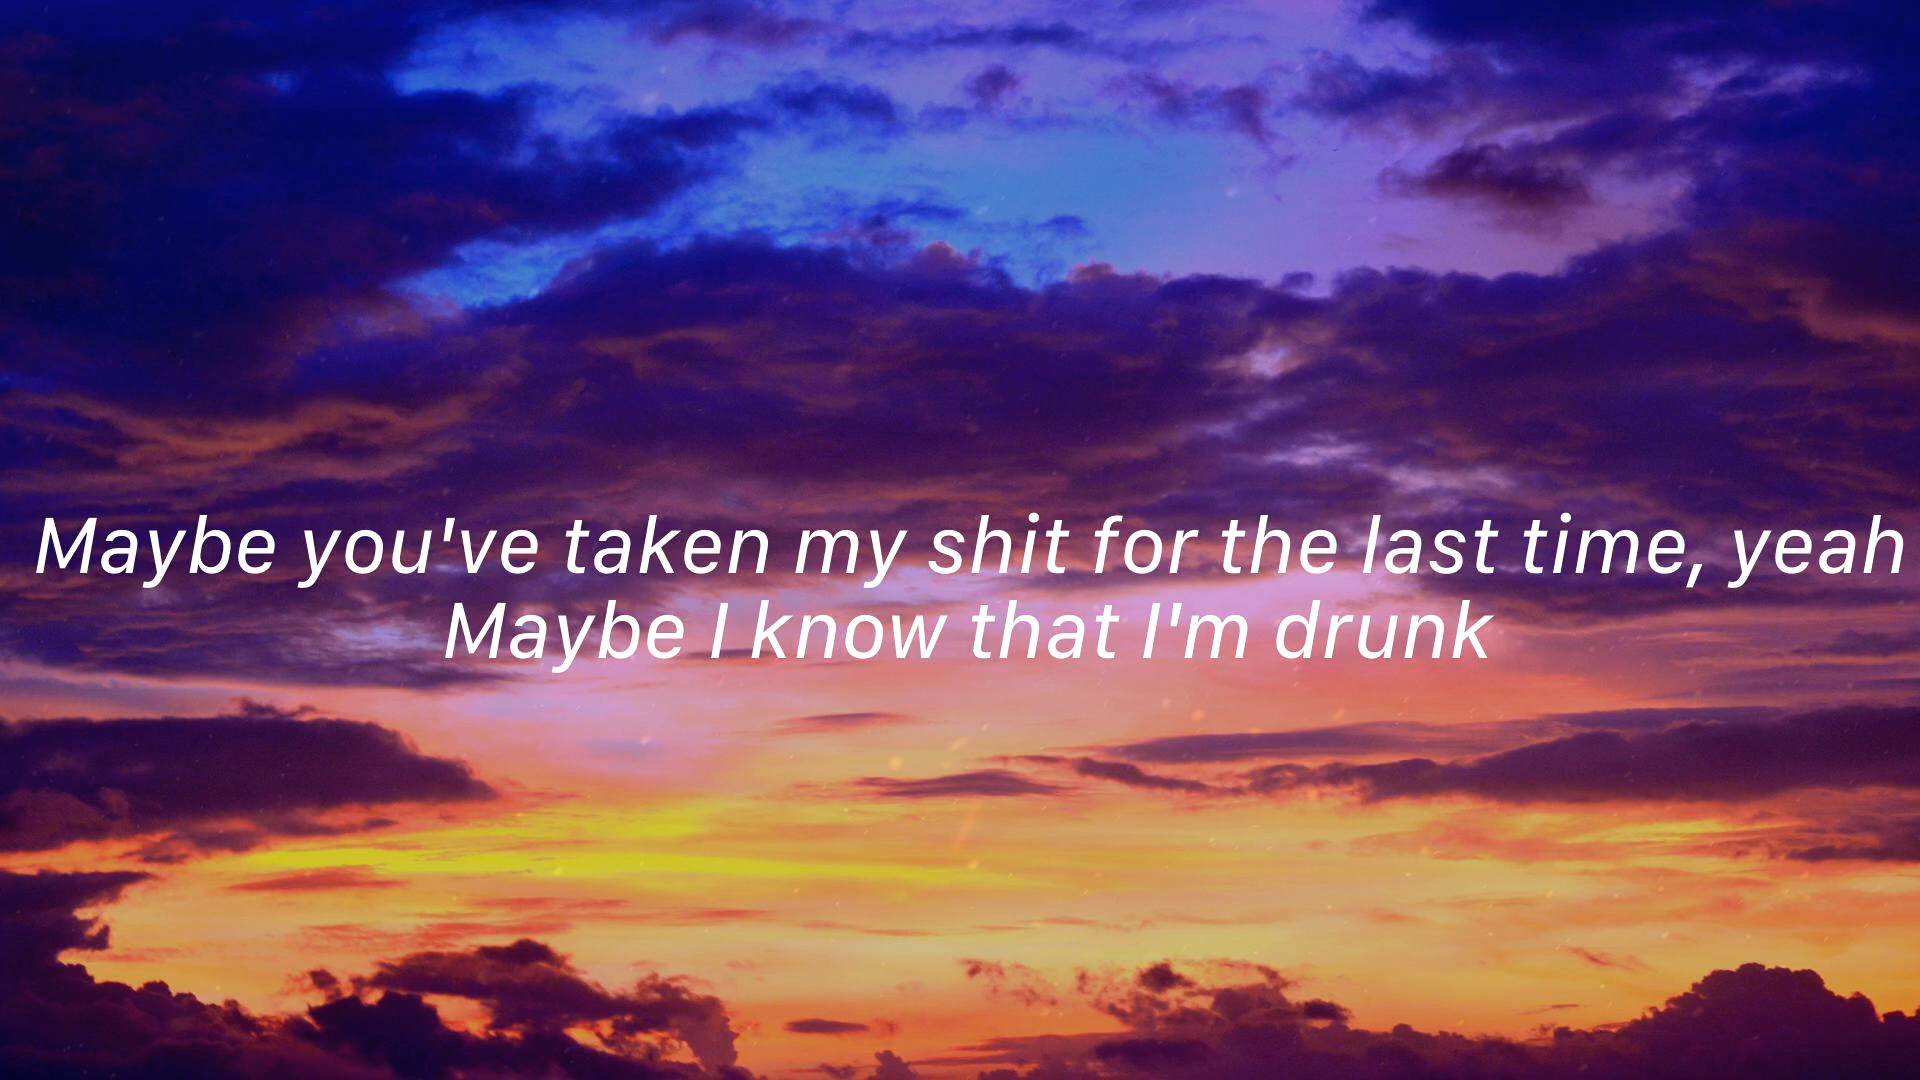 Maybe you've taken my shit for the last time, yeah
Maybe I know that I'm drunk